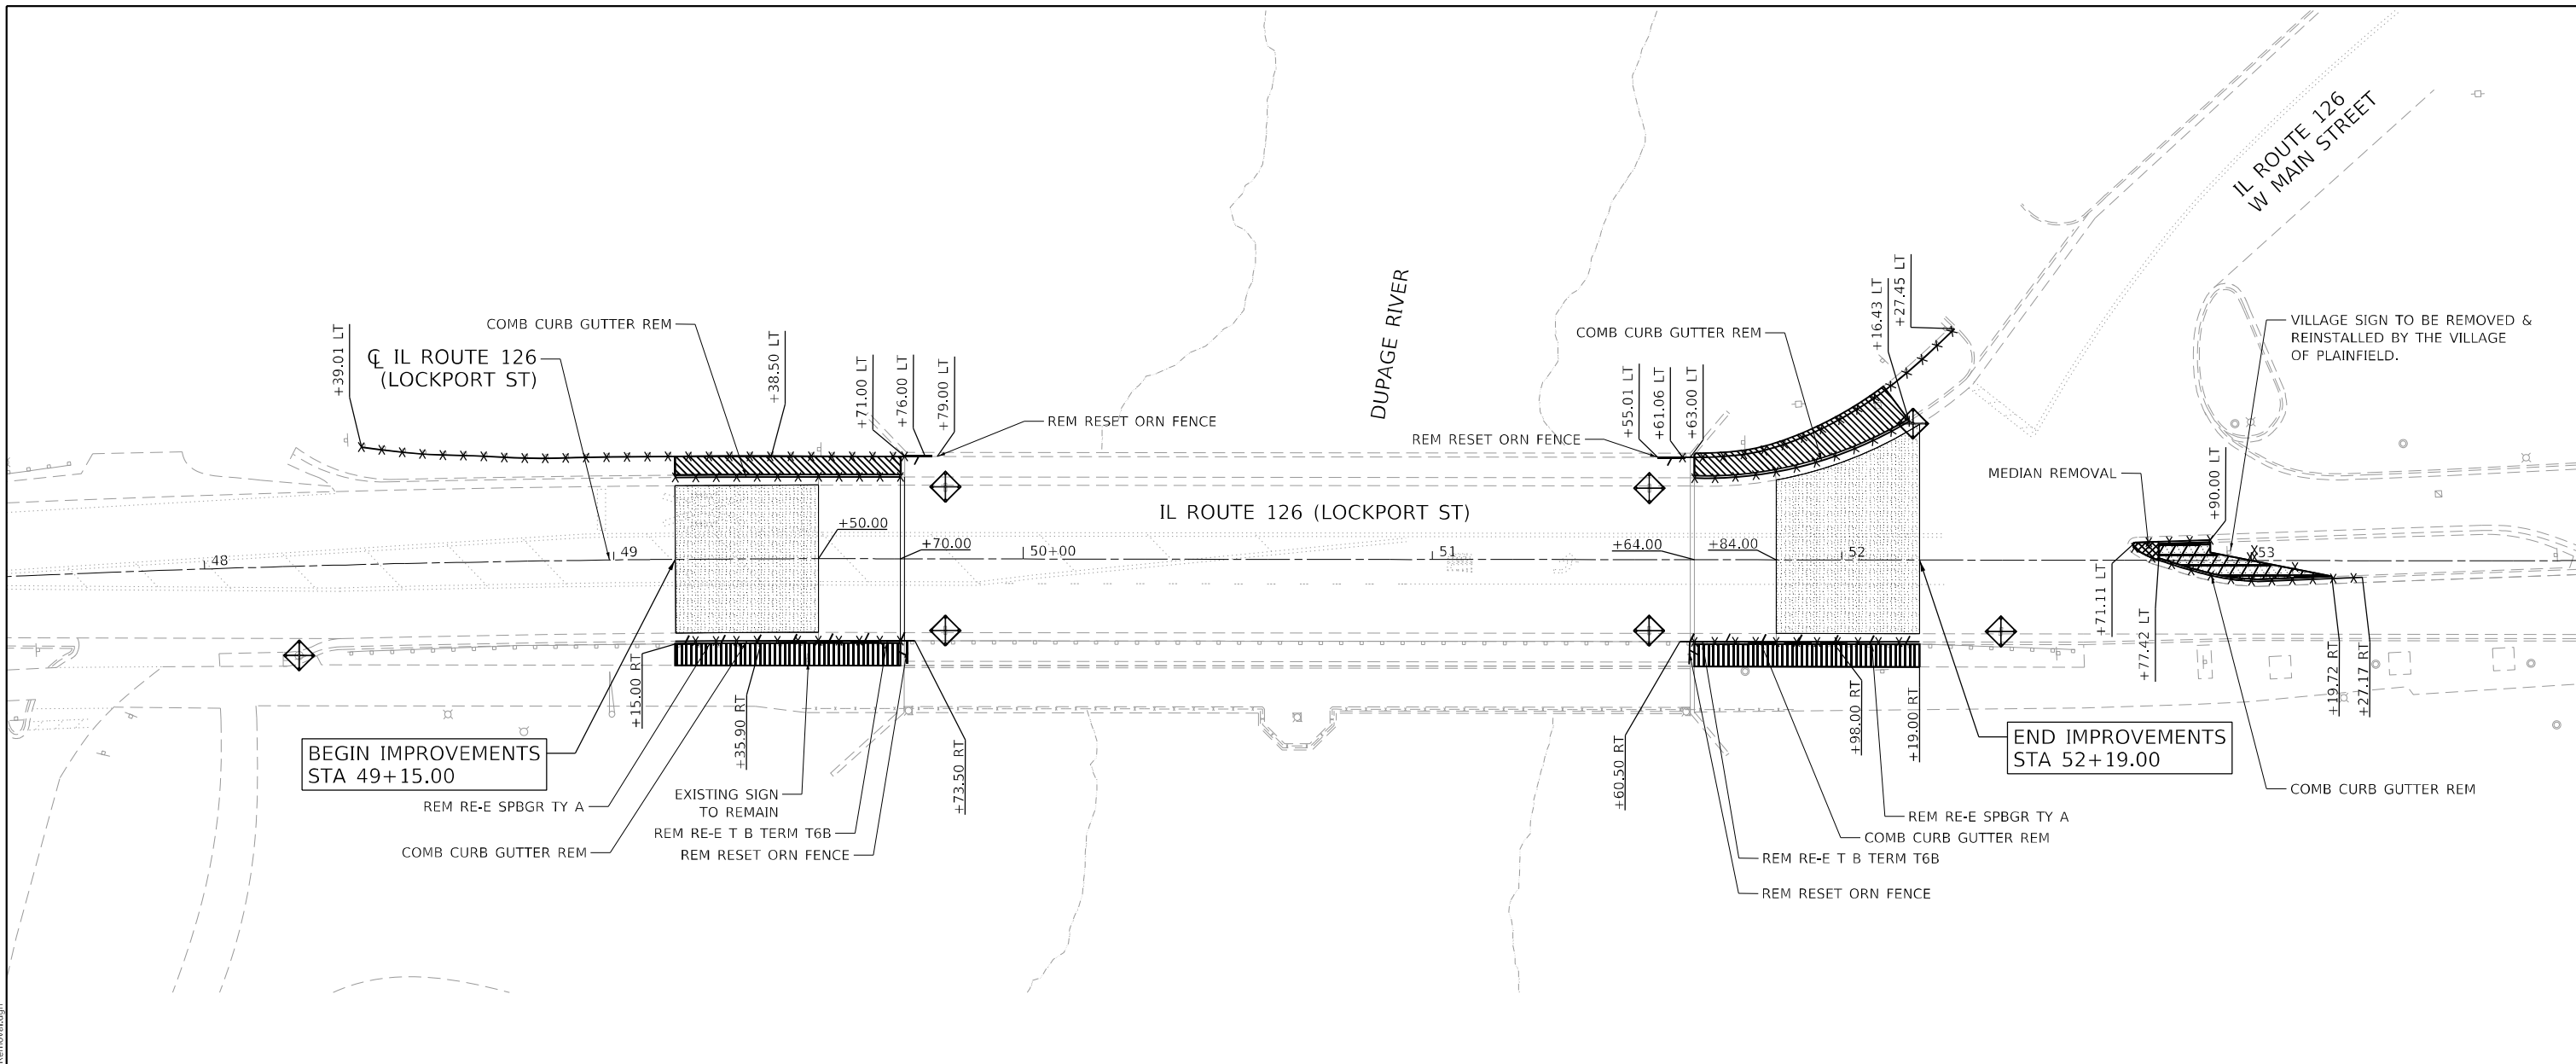 IL ROUTE 126
W MAIN STREET
DUPAGE RIVER
COMB CURB GUTTER REM
℄ IL ROUTE 126
(LOCKPORT ST)
+39.01 LT
+38.50 LT
+71.00 LT
+76.00 LT
+79.00 LT
REM RESET ORN FENCE
REM RESET ORN FENCE
+55.01 LT
+61.06 LT
+63.00 LT
COMB CURB GUTTER REM
+16.43 LT
+27.45 LT
VILLAGE SIGN TO BE REMOVED &
REINSTALLED BY THE VILLAGE
OF PLAINFIELD.
MEDIAN REMOVAL
+90.00 LT
IL ROUTE 126 (LOCKPORT ST)
48
49
+50.00
+70.00
50+00
51
+64.00
+84.00
52
53
+71.11 LT
+77.42 LT
+19.72 RT
+27.17 RT
+15.00 RT
+35.90 RT
+73.50 RT
+60.50 RT
+98.00 RT
+19.00 RT
BEGIN IMPROVEMENTS
STA 49+15.00
END IMPROVEMENTS
STA 52+19.00
REM RE-E SPBGR TY A
EXISTING SIGN
TO REMAIN
REM RE-E T B TERM T6B
COMB CURB GUTTER REM
REM RESET ORN FENCE
COMB CURB GUTTER REM
REM RE-E SPBGR TY A
COMB CURB GUTTER REM
REM RE-E T B TERM T6B
REM RESET ORN FENCE